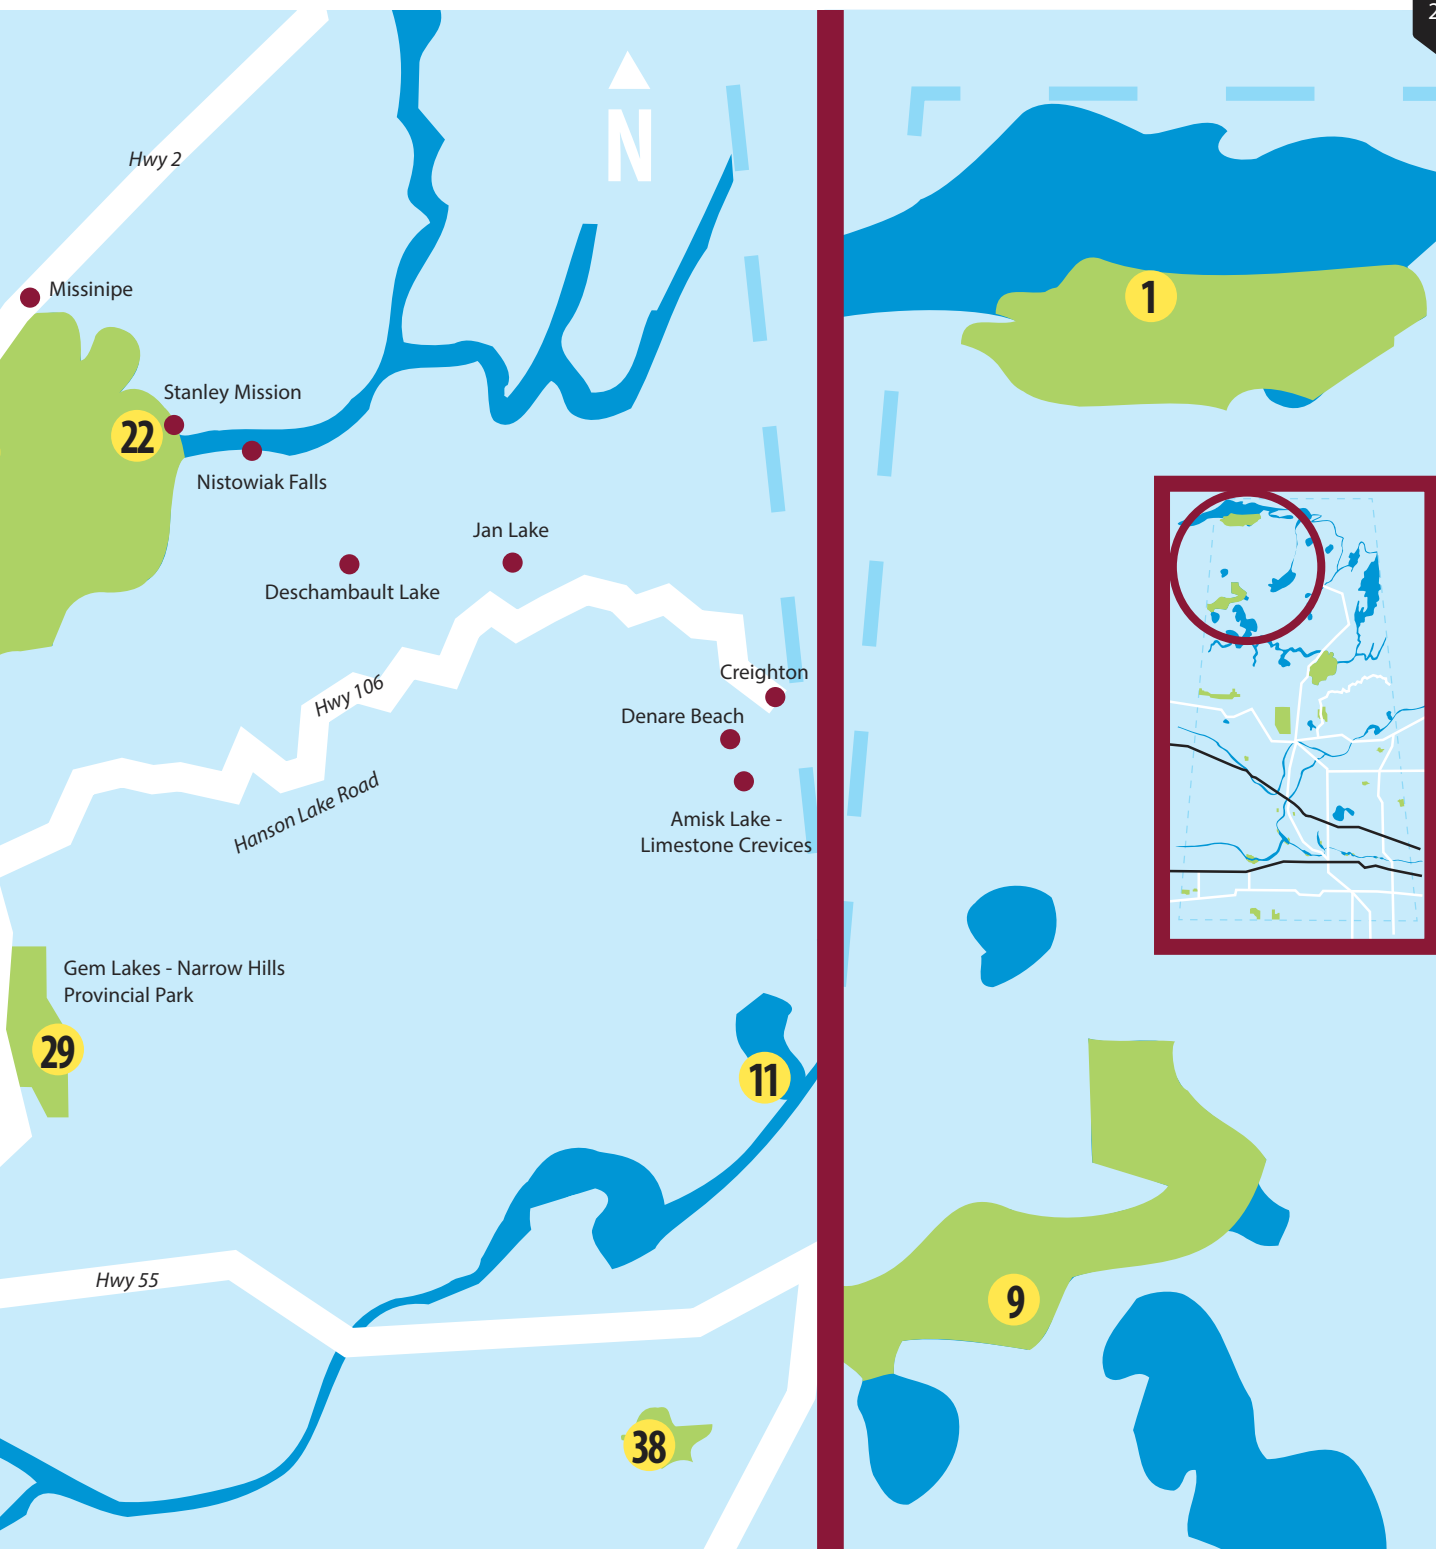 2
N
Hwy 2
1
Missinipe
Stanley Mission
22
Nistowiak Falls
Jan Lake
Deschambault Lake
Creighton
Hwy 106
Denare Beach
Hanson Lake Road
Amisk Lake -
Limestone Crevices
Gem Lakes - Narrow Hills
Provincial Park
29
11
Hwy 55
9
38